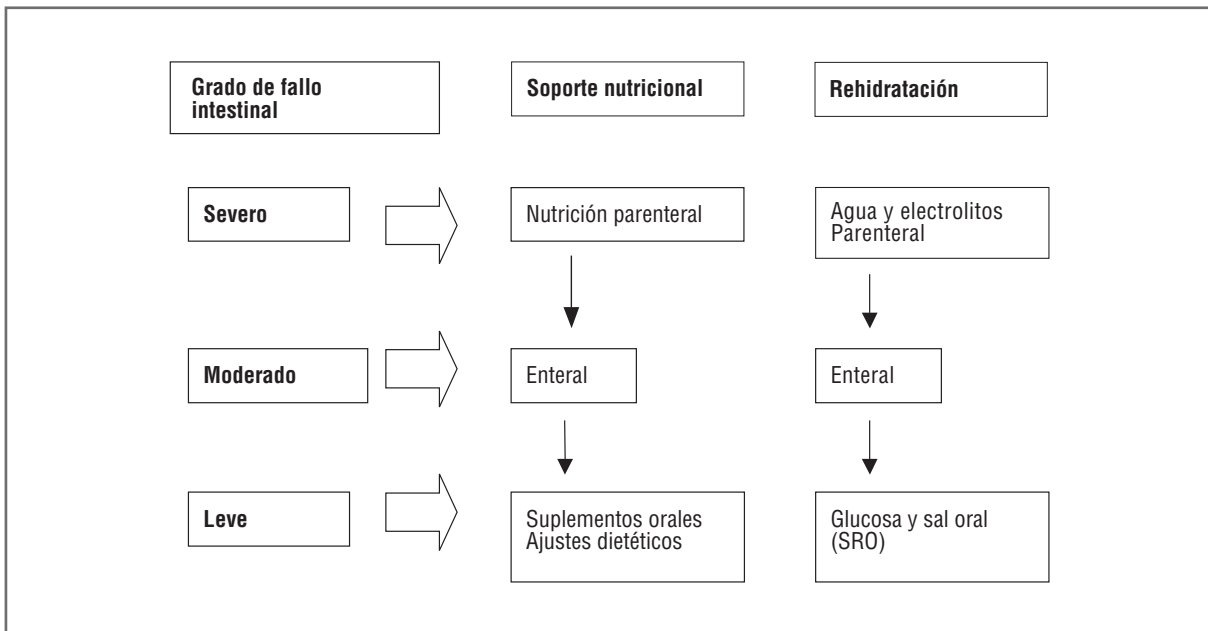 Grado de fallo
intestinal
Soporte nutricional
Rehidratación
Severo
Nutrición parenteral
Agua y electrolitos
Parenteral
Moderado
Enteral
Enteral
Leve
Suplementos orales
Ajustes dietéticos
Glucosa y sal oral
(SRO)